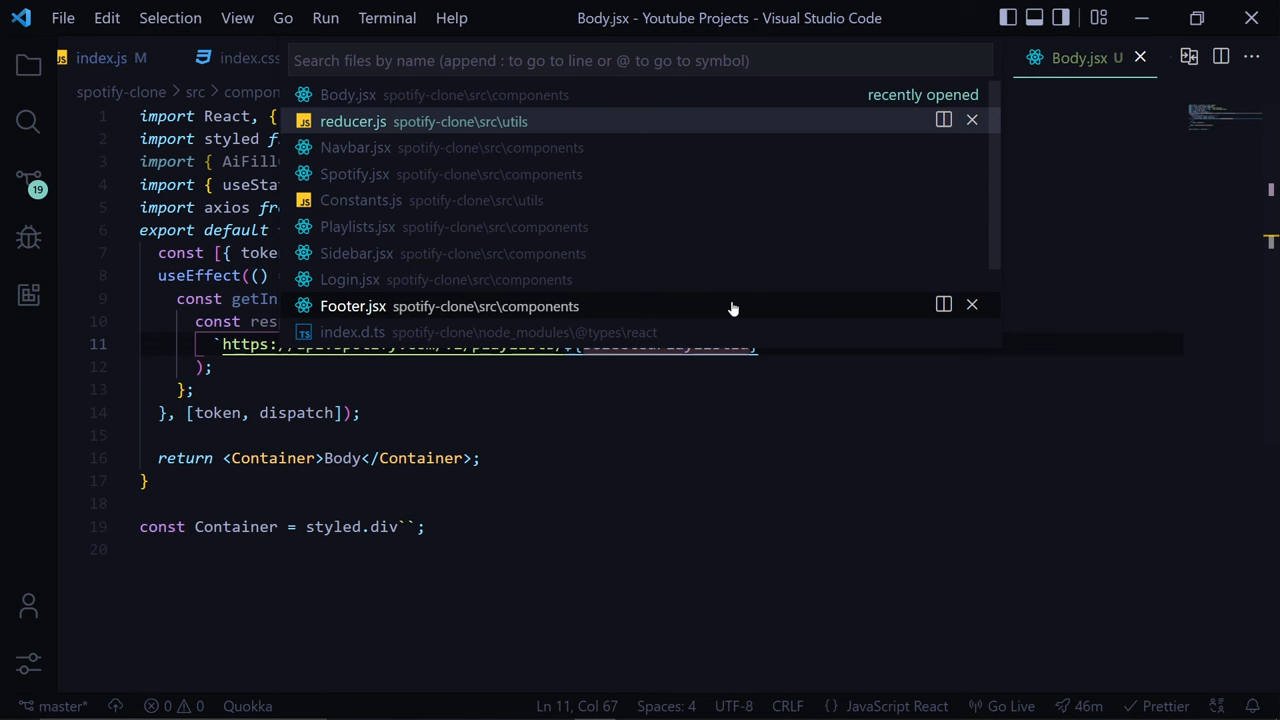 File Edit Selection View Go Run Terminal Help Body.jsx - Youtube Projects - Visual Studio Code
index.js M index.css Body.jsx U
Search files by name (append : to go to line or @ to go to symbol)
spotify-clone > src > compon
Body.jsx spotify-clone\src\components recently opened
reducer.js spotify-clone\src\utils
Navbar.jsx spotify-clone\src\components
Spotify.jsx spotify-clone\src\components
Constants.js spotify-clone\src\utils
Playlists.jsx spotify-clone\src\components
Sidebar.jsx spotify-clone\src\components
Login.jsx spotify-clone\src\components
Footer.jsx spotify-clone\src\components
index.d.ts spotify-clone\node_modules\@types\react
1 import React, {
2 import styled f
3 import { AiFill
4 import { useSta
5 import axios fr
6 export default
7 const [{ toke
8 useEffect(()
9 const getIn
10 const res
11 `https://api.spotify.com/v1/playlists/${selectedPlaylistId}
12 );
13 };
14 }, [token, dispatch]);
15
16 return <Container>Body</Container>;
17 }
18
19 const Container = styled.div``;
20
19
master* 0 0 Quokka Ln 11, Col 67 Spaces: 4 UTF-8 CRLF {} JavaScript React Go Live 46m Prettier